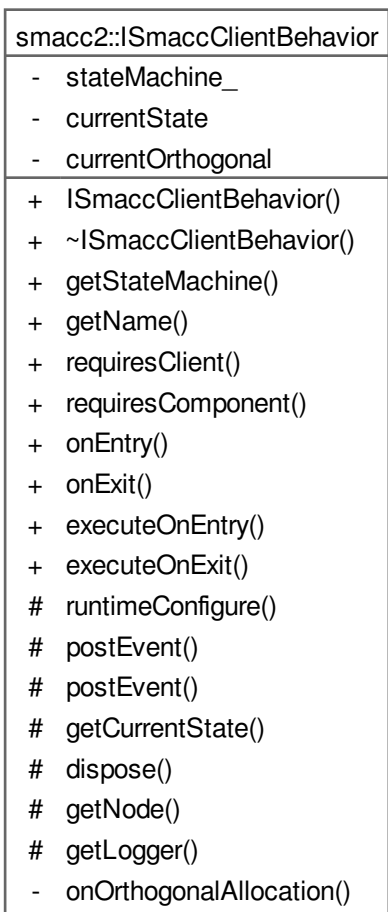 smacc2::ISmaccClientBehavior
- stateMachine_
- currentState
- currentOrthogonal
+ ISmaccClientBehavior()
+ ~ISmaccClientBehavior()
+ getStateMachine()
+ getName()
+ requiresClient()
+ requiresComponent()
+ onEntry()
+ onExit()
+ executeOnEntry()
+ executeOnExit()
# runtimeConfigure()
# postEvent()
# postEvent()
# getCurrentState()
# dispose()
# getNode()
# getLogger()
- onOrthogonalAllocation()